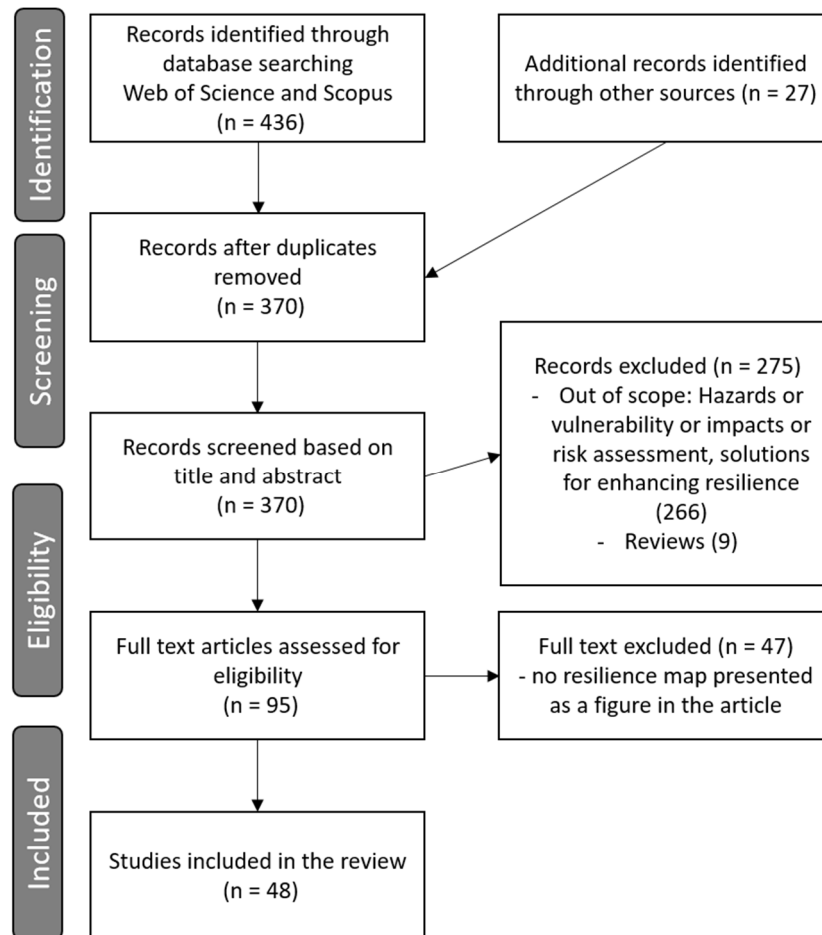 Identification
Records identified through
database searching
Web of Science and Scopus
(n = 436)
Additional records identified
through other sources (n = 27)
Screening
Records after duplicates
removed
(n = 370)
Records screened based on
title and abstract
(n = 370)
Records excluded (n = 275)
- Out of scope: Hazards or
vulnerability or impacts or
risk assessment, solutions
for enhancing resilience
(266)
- Reviews (9)
Eligibility
Full text articles assessed for
eligibility
(n = 95)
Full text excluded (n = 47)
- no resilience map presented
as a figure in the article
Included
Studies included in the review
(n = 48)